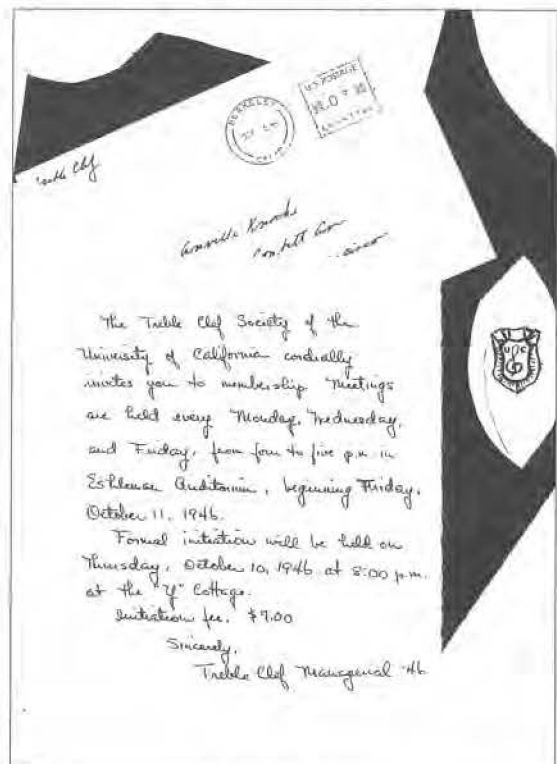 Treble Clef
BERKELEY
CALIF
U.S. POSTAGE
The Treble Clef Society of the
University of California cordially
invites you to membership. Meetings
are held every Monday, Wednesday,
and Friday, from four to five p.m. in
Eshleman Auditorium, beginning Friday,
October 11, 1946.
Formal initiation will be held on
Thursday, October 10, 1946 at 8:00 p.m.
at the "Y" Cottage.
Initiation fee. $7.00
Sincerely,
Treble Clef Managerial '46
UC